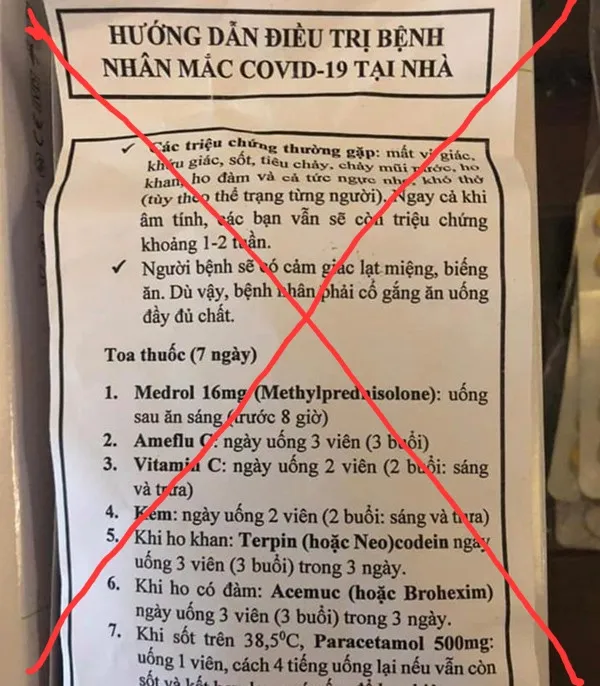 HƯỚNG DẪN ĐIỀU TRỊ BỆNH
NHÂN MẮC COVID-19 TẠI NHÀ
✓ Các triệu chứng thường gặp: mất vị giác,
khứu giác, sốt, tiêu chảy, chảy mũi nước, ho
khan, ho đàm và cả tức ngực nhẹ, khó thở
(tùy theo thể trạng từng người). Ngay cả khi
âm tính, các bạn vẫn sẽ còn triệu chứng
khoảng 1-2 tuần.
✓ Người bệnh sẽ có cảm giác lạt miệng, biếng
ăn. Dù vậy, bệnh nhân phải cố gắng ăn uống
đầy đủ chất.
Toa thuốc (7 ngày)
1. Medrol 16mg (Methylprednisolone): uống
sau ăn sáng (trước 8 giờ)
2. Ameflu C: ngày uống 3 viên (3 buổi)
3. Vitamin C: ngày uống 2 viên (2 buổi: sáng
và trưa)
4. Kẽm: ngày uống 2 viên (2 buổi: sáng và trưa)
5. Khi ho khan: Terpin (hoặc Neo)codein ngày
uống 3 viên (3 buổi) trong 3 ngày.
6. Khi ho có đàm: Acemuc (hoặc Brohexim)
ngày uống 3 viên (3 buổi) trong 3 ngày.
7. Khi sốt trên 38,5⁰C, Paracetamol 500mg:
uống 1 viên, cách 4 tiếng uống lại nếu vẫn còn
sốt và